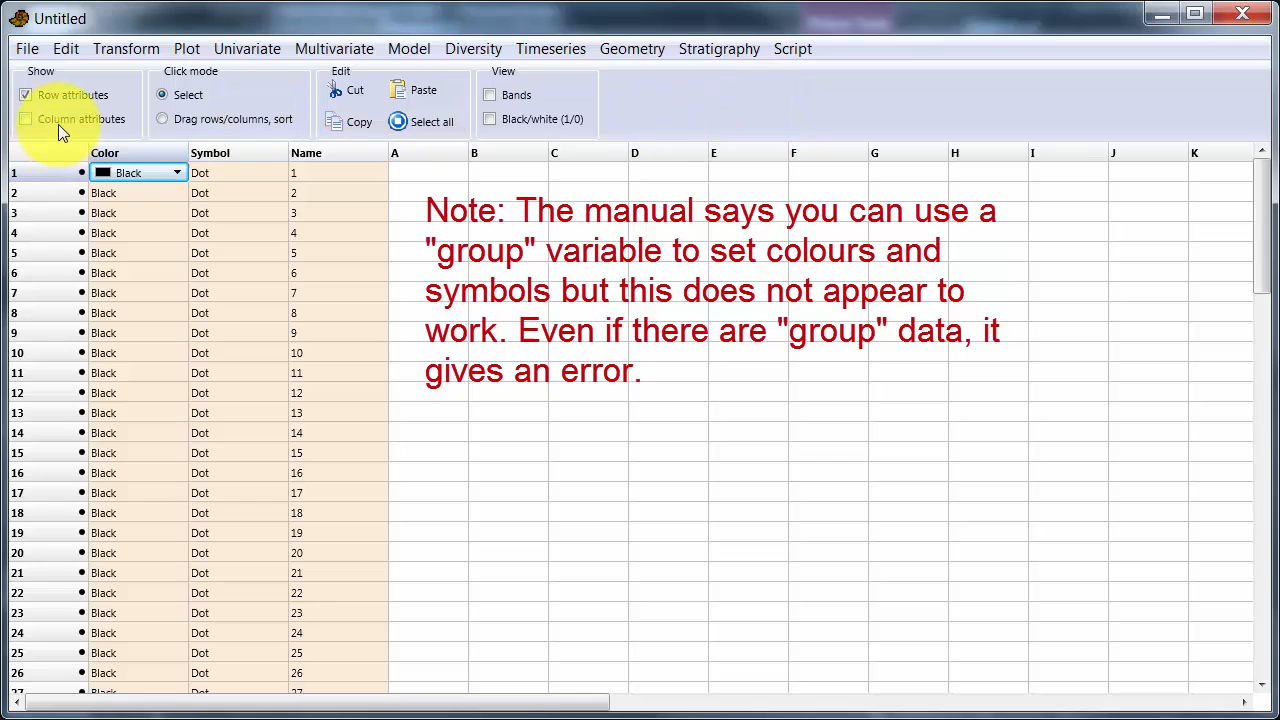 Untitled
File Edit Transform Plot Univariate Multivariate Model Diversity Timeseries Geometry Stratigraphy Script
Show Click mode Edit View
Row attributes Select Cut Paste Bands
Column attributes Drag rows/columns, sort Copy Select all Black/white (1/0)
Color Symbol Name A B C D E F G H I J K
1 Black Dot 1
2 Black Dot 2
3 Black Dot 3
4 Black Dot 4
5 Black Dot 5
6 Black Dot 6
7 Black Dot 7
8 Black Dot 8
9 Black Dot 9
10 Black Dot 10
11 Black Dot 11
12 Black Dot 12
13 Black Dot 13
14 Black Dot 14
15 Black Dot 15
16 Black Dot 16
17 Black Dot 17
18 Black Dot 18
19 Black Dot 19
20 Black Dot 20
21 Black Dot 21
22 Black Dot 22
23 Black Dot 23
24 Black Dot 24
25 Black Dot 25
26 Black Dot 26
27 Black Dot 27
Note: The manual says you can use a
"group" variable to set colours and
symbols but this does not appear to
work. Even if there are "group" data, it
gives an error.